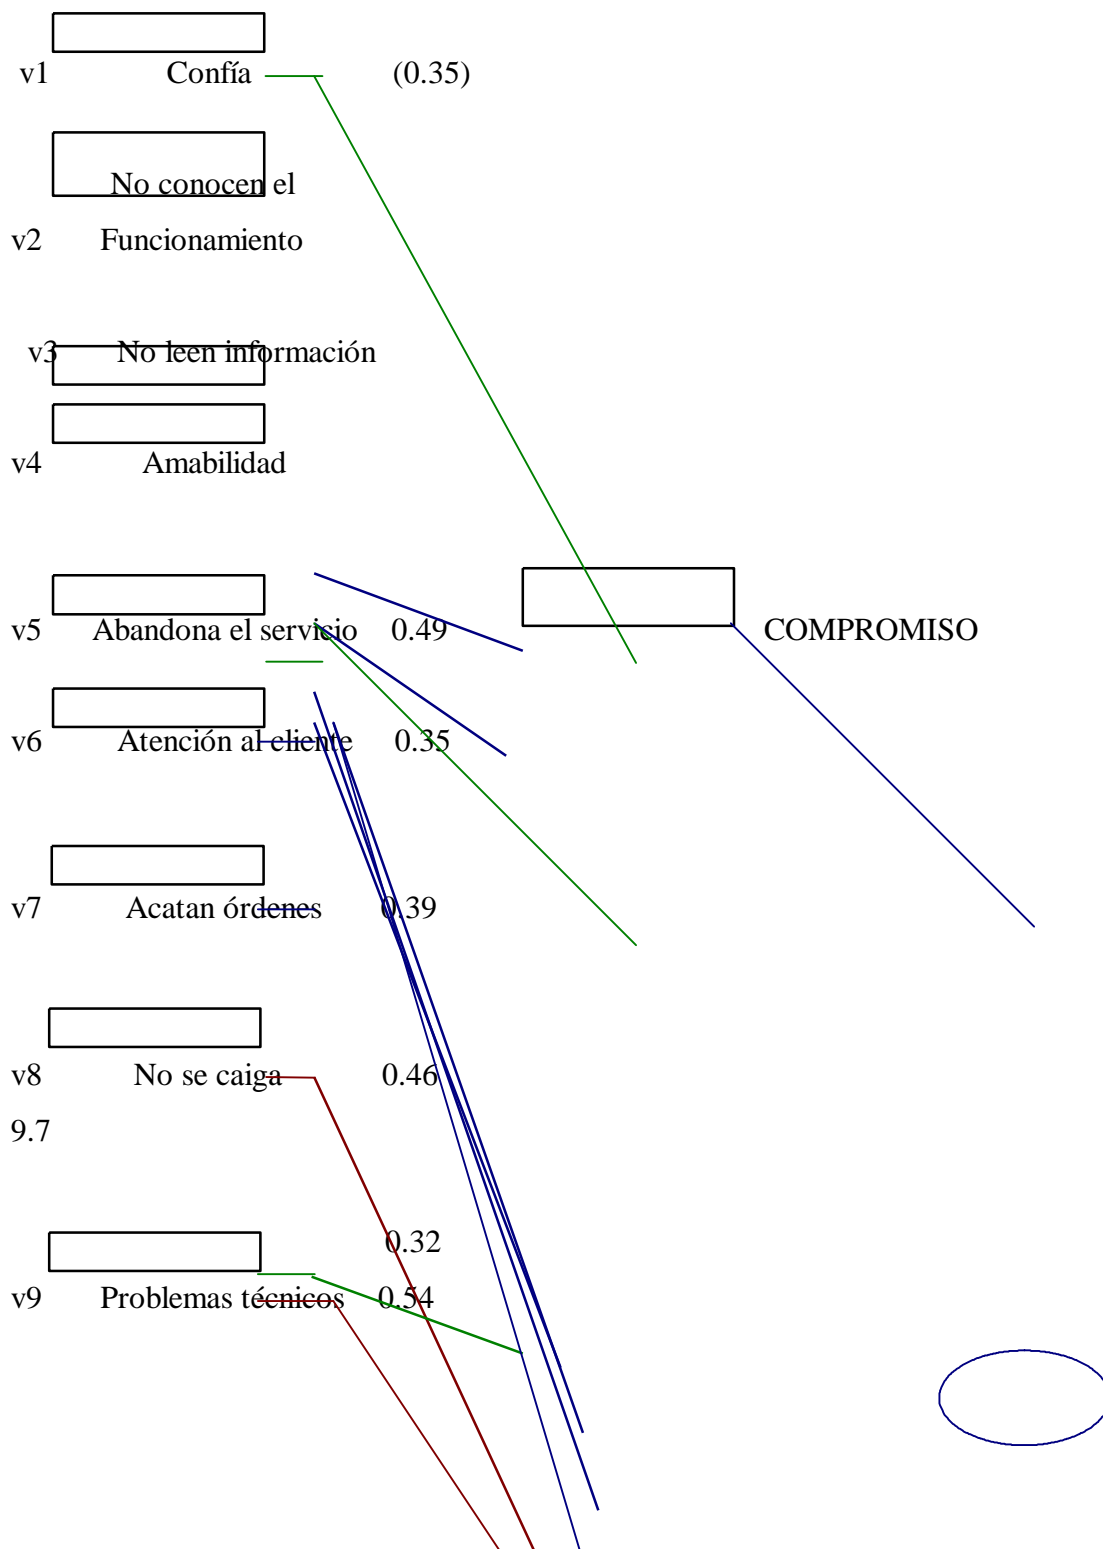 v1 Confía (0.35)
No conocen el
v2 Funcionamiento
v3 No leen información
v4 Amabilidad
v5 Abandona el servicio 0.49 COMPROMISO
v6 Atención al cliente 0.35
v7 Acatan órdenes 0.39
v8 No se caiga 0.46
9.7
0.32
v9 Problemas técnicos 0.54